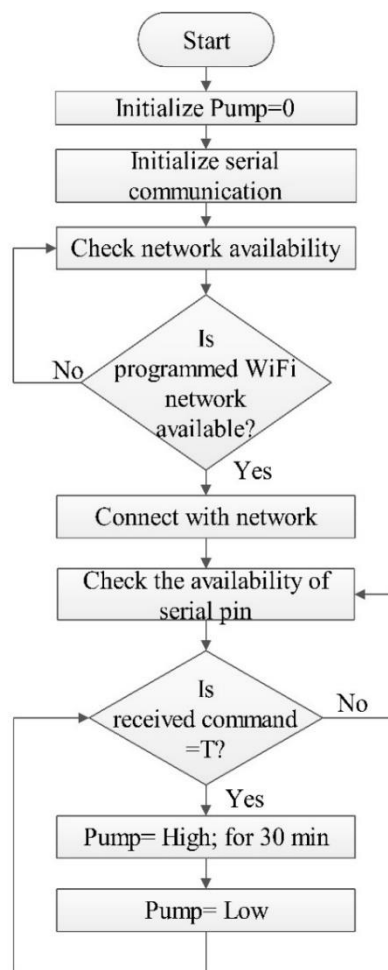 Start
Initialize Pump=0
Initialize serial
communication
Check network availability
Is
programmed WiFi
network
available?
No
Yes
Connect with network
Check the availability of
serial pin
Is
received command
=T?
No
Yes
Pump= High; for 30 min
Pump= Low